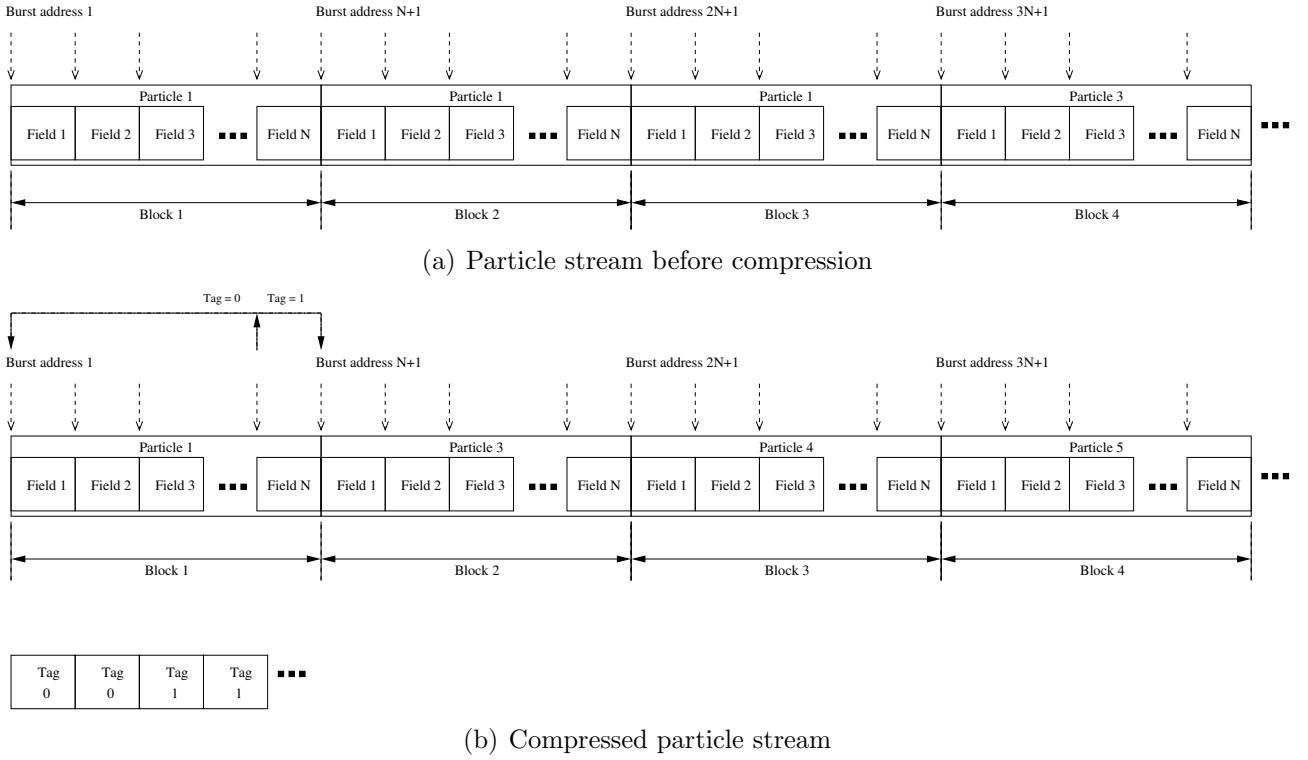 Burst address 1 Burst address N+1 Burst address 2N+1 Burst address 3N+1
Particle 1 Particle 1 Particle 1 Particle 3
Field 1 Field 2 Field 3 Field N Field 1 Field 2 Field 3 Field N Field 1 Field 2 Field 3 Field N Field 1 Field 2 Field 3 Field N
Block 1 Block 2 Block 3 Block 4
(a) Particle stream before compression
Tag = 0 Tag = 1
Burst address 1 Burst address N+1 Burst address 2N+1 Burst address 3N+1
Particle 1 Particle 3 Particle 4 Particle 5
Field 1 Field 2 Field 3 Field N Field 1 Field 2 Field 3 Field N Field 1 Field 2 Field 3 Field N Field 1 Field 2 Field 3 Field N
Block 1 Block 2 Block 3 Block 4
Tag Tag Tag Tag
0 0 1 1
(b) Compressed particle stream